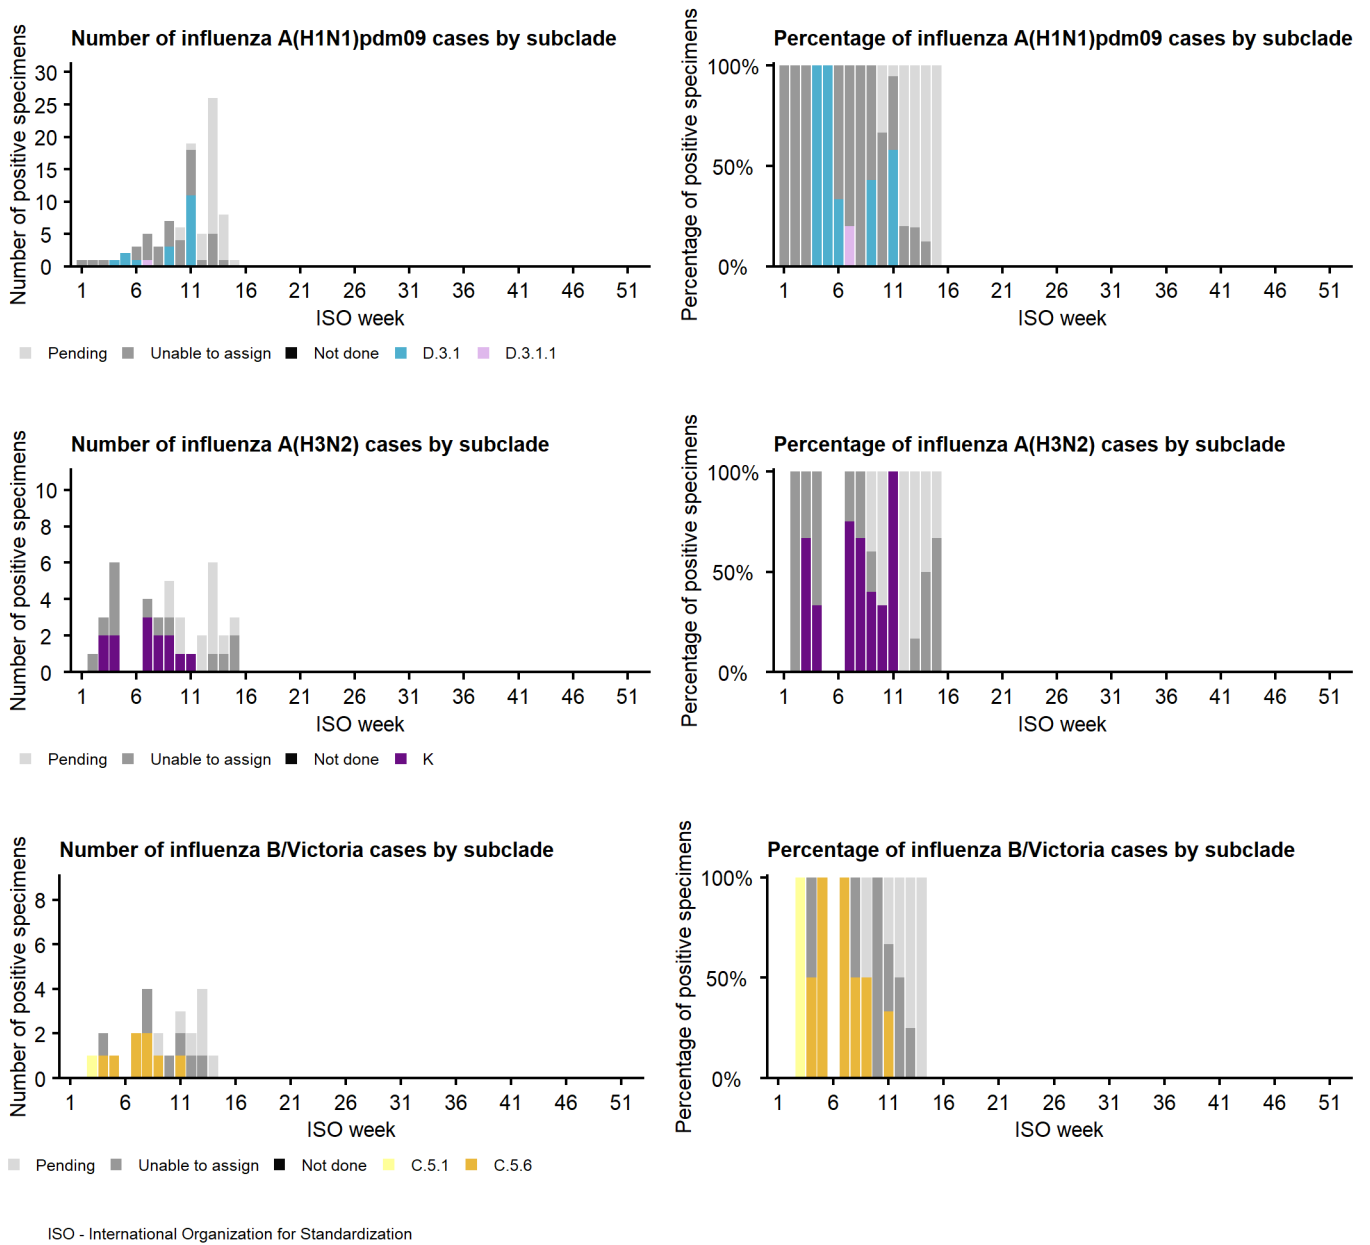 Number of influenza A(H1N1)pdm09 cases by subclade
Number of positive specimens
30
25
20
15
10
5
0
1 6 11 16 21 26 31 36 41 46 51
ISO week
Pending Unable to assign Not done D.3.1 D.3.1.1
Percentage of influenza A(H1N1)pdm09 cases by subclade
Percentage of positive specimens
100%
50%
0%
1 6 11 16 21 26 31 36 41 46 51
ISO week
Number of influenza A(H3N2) cases by subclade
Number of positive specimens
10
8
6
4
2
0
1 6 11 16 21 26 31 36 41 46 51
ISO week
Pending Unable to assign Not done K
Percentage of influenza A(H3N2) cases by subclade
Percentage of positive specimens
100%
50%
0%
1 6 11 16 21 26 31 36 41 46 51
ISO week
Number of influenza B/Victoria cases by subclade
Number of positive specimens
8
6
4
2
0
1 6 11 16 21 26 31 36 41 46 51
ISO week
Pending Unable to assign Not done C.5.1 C.5.6
Percentage of influenza B/Victoria cases by subclade
Percentage of positive specimens
100%
50%
0%
1 6 11 16 21 26 31 36 41 46 51
ISO week
ISO - International Organization for Standardization